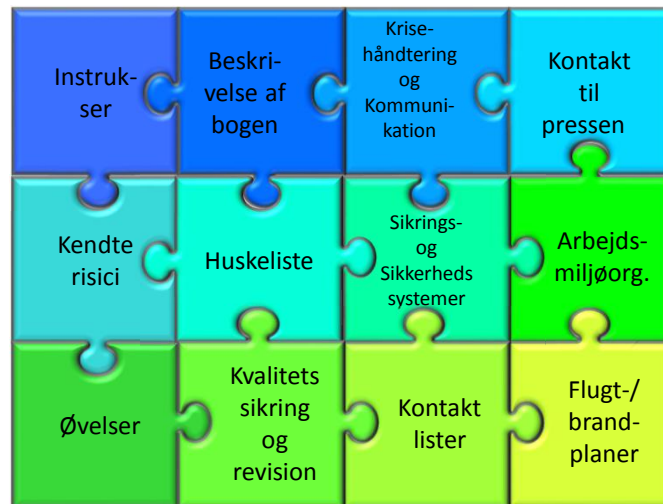 Instruk-
ser
Beskri-
velse af
bogen
Krise-
håndtering
og
Kommuni-
kation
Kontakt
til
pressen
Kendte
risici
Huskeliste
Sikrings-
og
Sikkerheds
systemer
Arbejds-
miljøorg.
Øvelser
Kvalitets
sikring
og
revision
Kontakt
lister
Flugt-/
brand-
planer